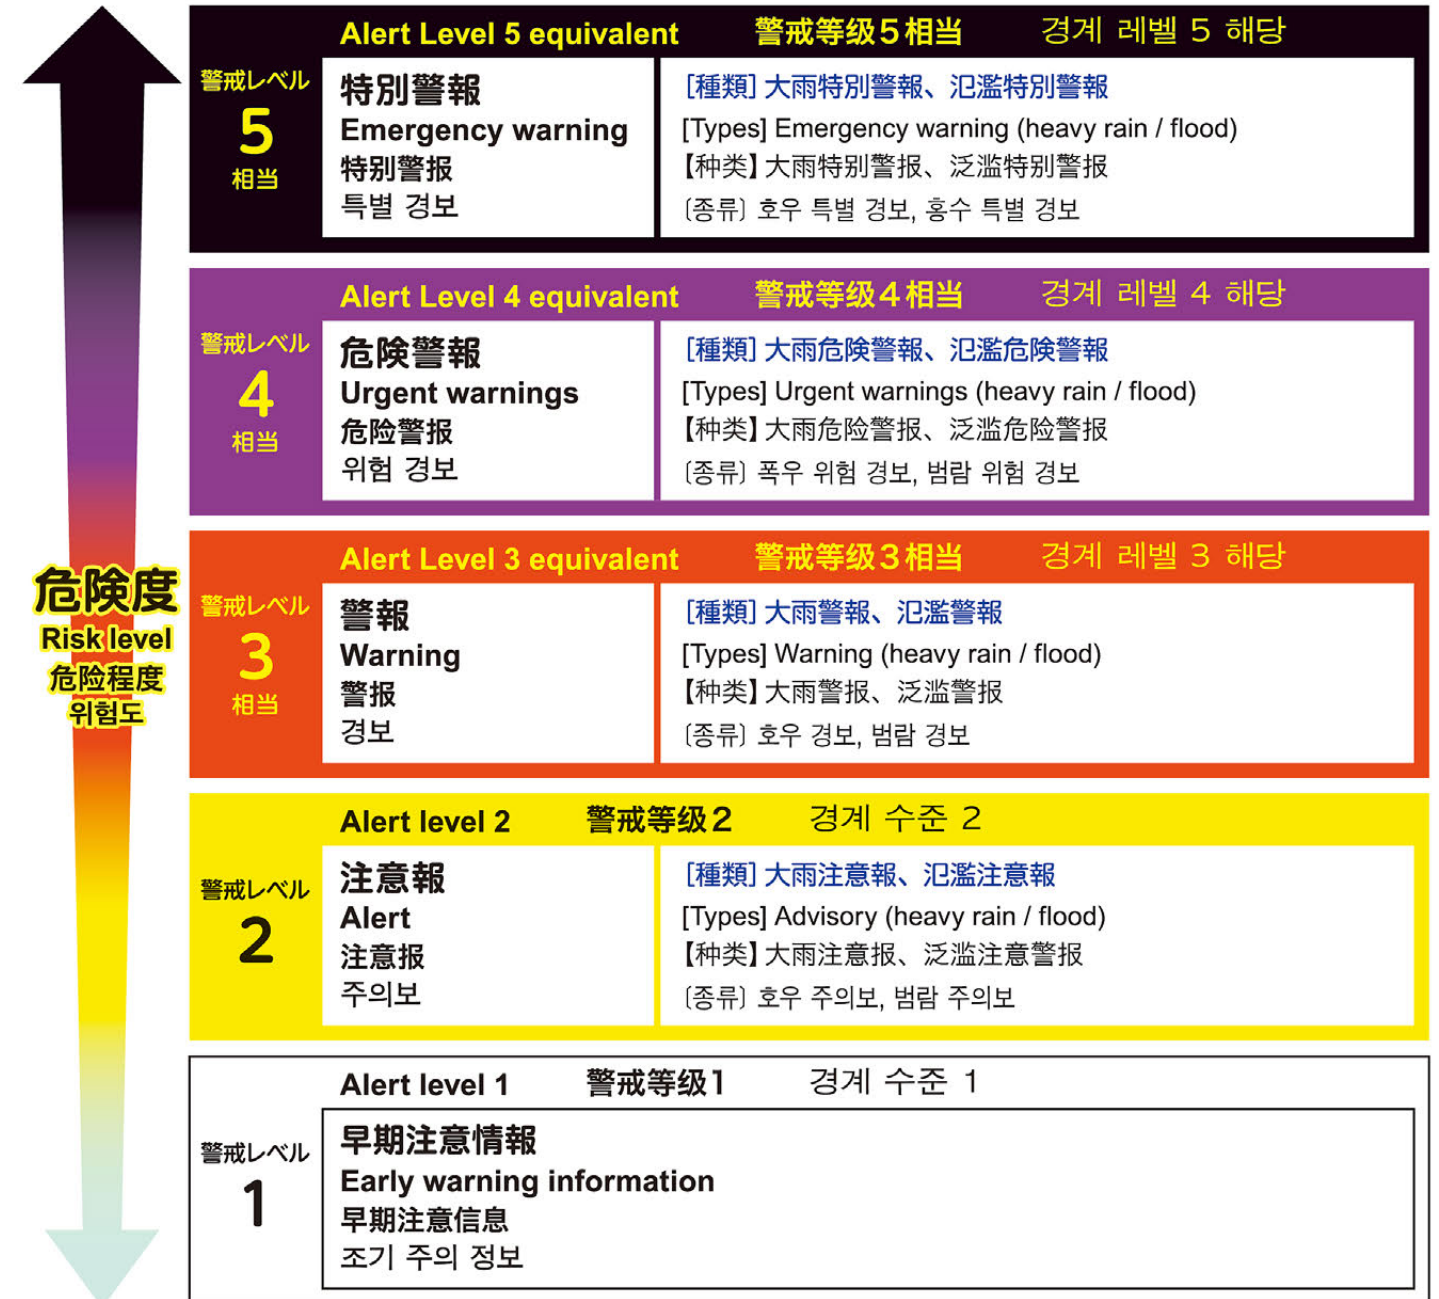 Alert Level 5 equivalent 警戒等级5相当 경계 레벨 5 해당
警戒レベル
5
相当
特別警報
Emergency warning
特别警报
특별 경보
[種類] 大雨特別警報、氾濫特別警報
[Types] Emergency warning (heavy rain / flood)
【种类】大雨特别警报、泛滥特别警报
〔종류〕 호우 특별 경보, 홍수 특별 경보
Alert Level 4 equivalent 警戒等级4相当 경계 레벨 4 해당
警戒レベル
4
相当
危険警報
Urgent warnings
危险警报
위험 경보
[種類] 大雨危険警報、氾濫危険警報
[Types] Urgent warnings (heavy rain / flood)
【种类】大雨危险警报、泛滥危险警报
〔종류〕 폭우 위험 경보, 범람 위험 경보
危険度
Risk level
危险程度
위험도
Alert Level 3 equivalent 警戒等级3相当 경계 레벨 3 해당
警戒レベル
3
相当
警報
Warning
警报
경보
[種類] 大雨警報、氾濫警報
[Types] Warning (heavy rain / flood)
【种类】大雨警报、泛滥警报
〔종류〕 호우 경보, 범람 경보
Alert level 2 警戒等级2 경계 수준 2
警戒レベル
2
注意報
Alert
注意报
주의보
[種類] 大雨注意報、氾濫注意報
[Types] Advisory (heavy rain / flood)
【种类】大雨注意报、泛滥注意警报
〔종류〕 호우 주의보, 범람 주의보
Alert level 1 警戒等级1 경계 수준 1
警戒レベル
1
早期注意情報
Early warning information
早期注意信息
조기 주의 정보